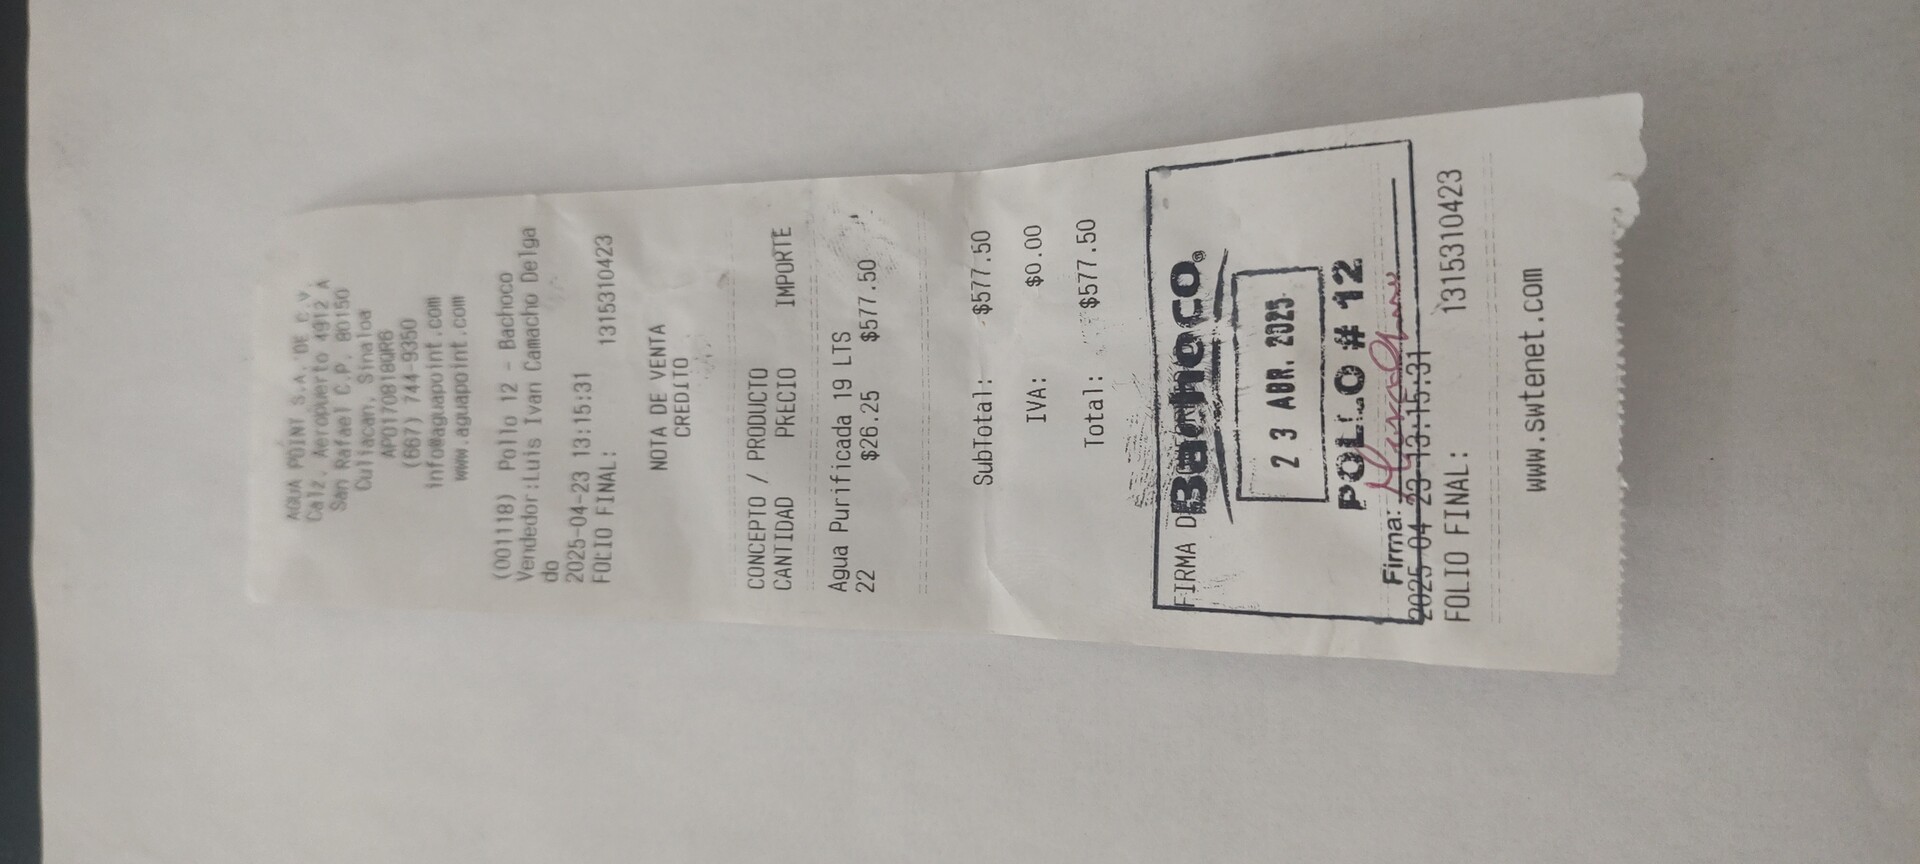 AGUA POINT S.A. DE C.V.
Calz. Aeropuerto 4912 A
San Rafael C.P. 80150
Culiacan, Sinaloa
APO170818QR6
(667) 744-9350
info@aguapoint.com
www.aguapoint.com
(001118) Pollo 12 - Bachoco
Vendedor:Luis Ivan Camacho Delga
do
2025-04-23 13:15:31
FOLIO FINAL: 1315310423
NOTA DE VENTA
CREDITO
CONCEPTO / PRODUCTO
CANTIDAD PRECIO IMPORTE
Agua Purificada 19 LTS
22 $26.25 $577.50
SubTotal: $577.50
IVA: $0.00
Total: $577.50
FIRMA
Bachoco®
23 ABR. 2025
POLLO # 12
Firma:
2025-04-23 13:15:31
FOLIO FINAL: 1315310423
www.swtenet.com